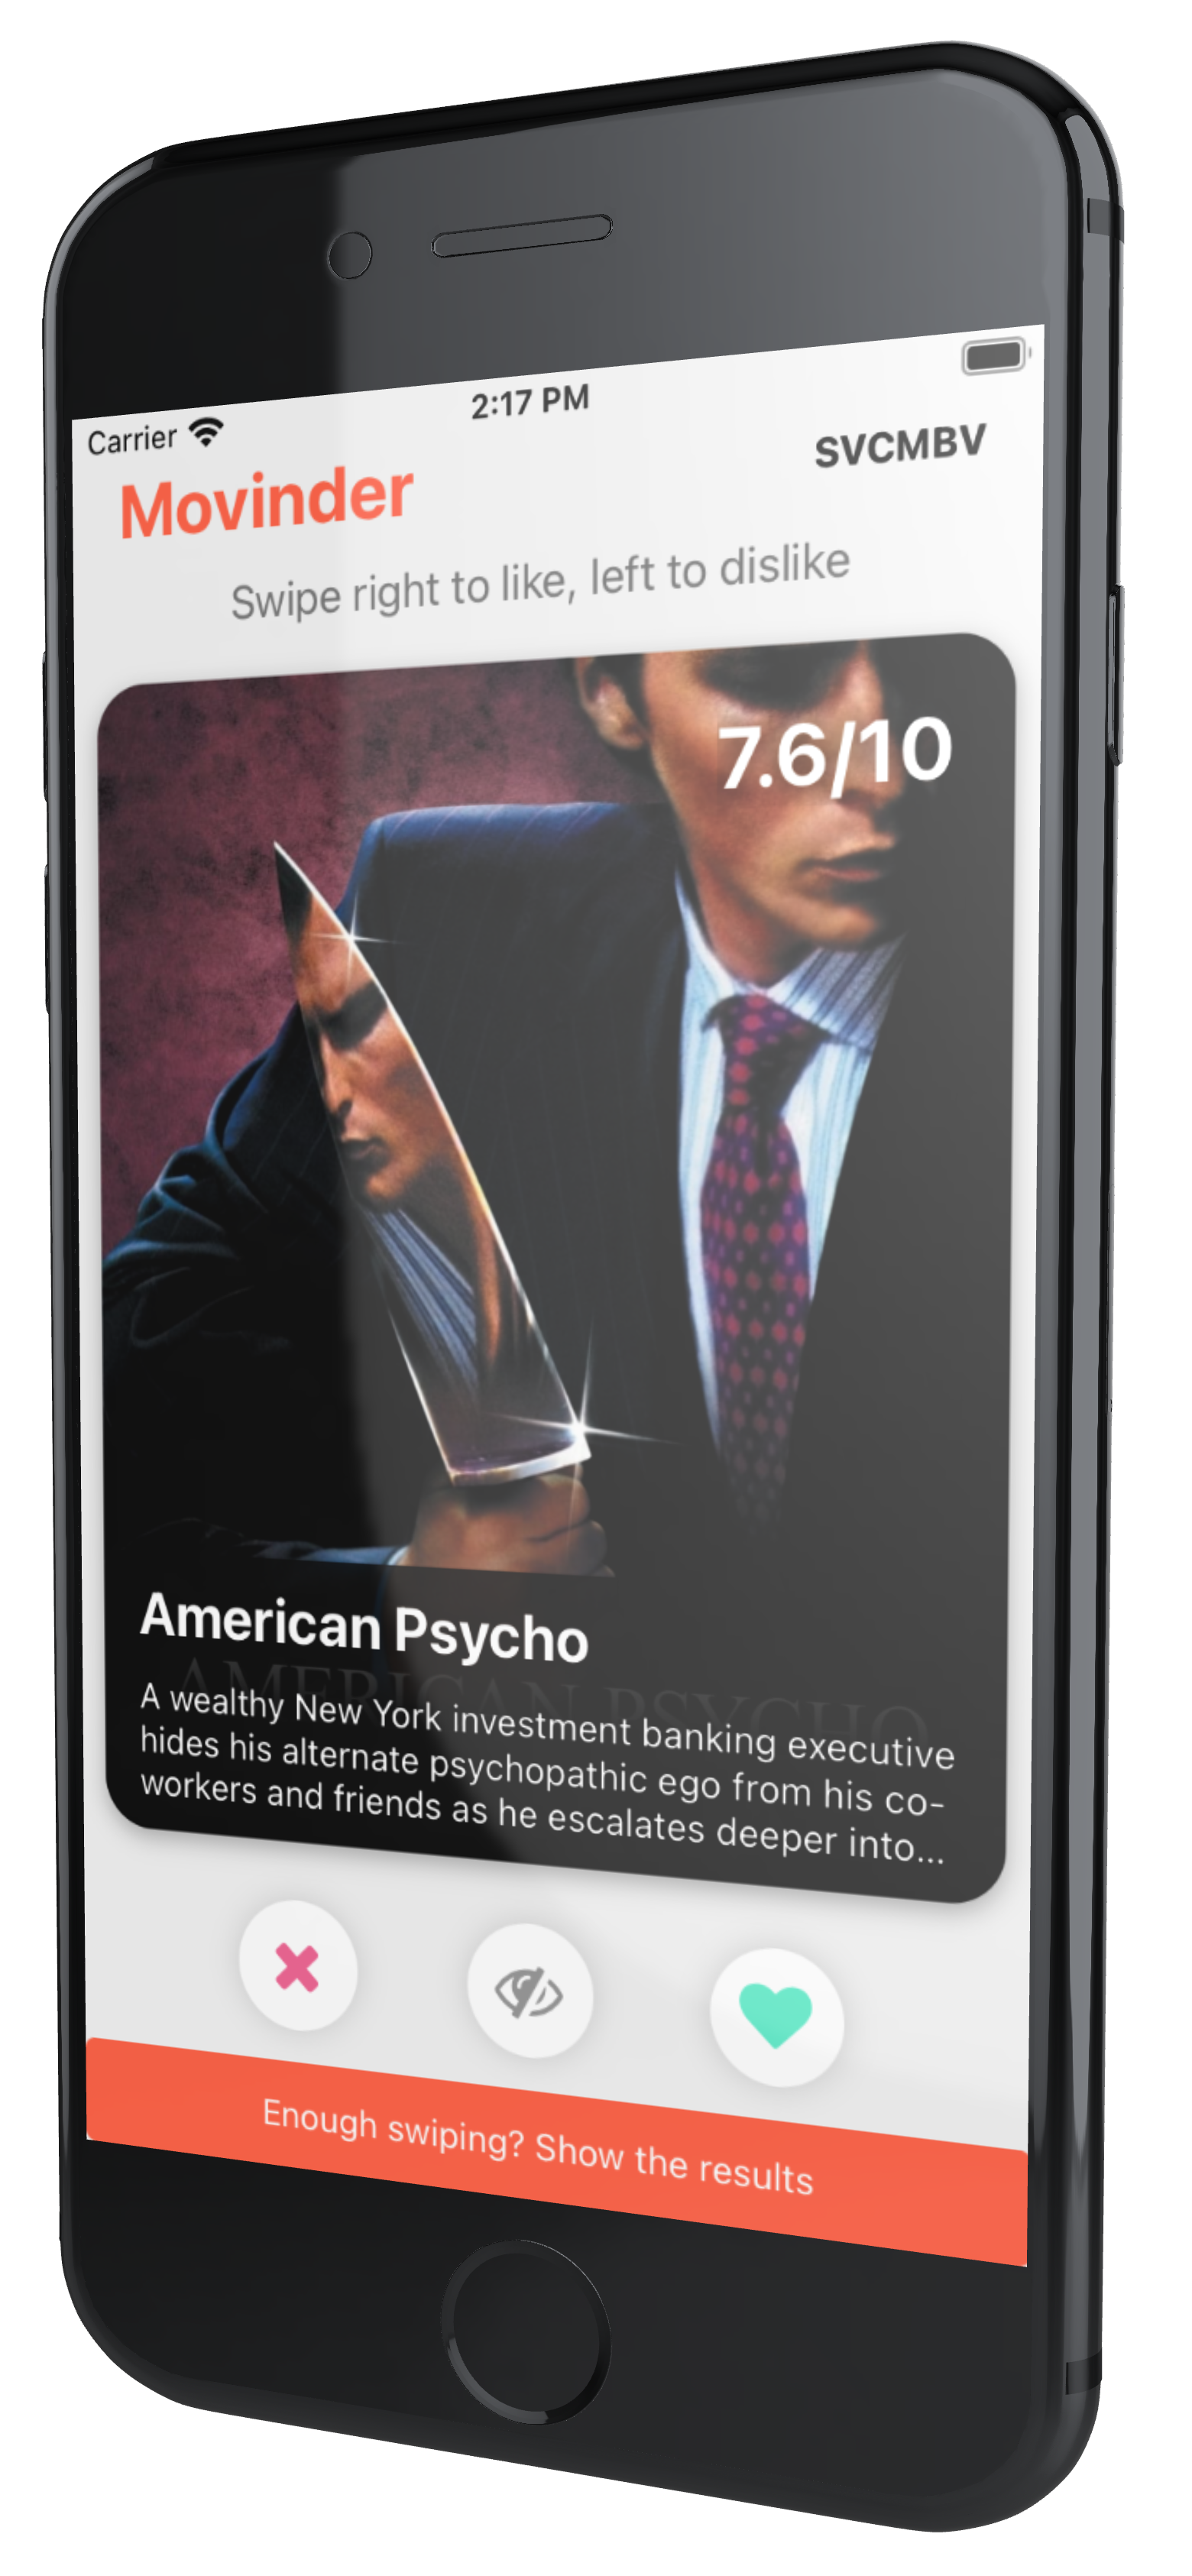 Carrier
2:17 PM
Movinder
SVCMBV
Swipe right to like, left to dislike
7.6/10
American Psycho
AMERICAN PSYCHO
A wealthy New York investment banking executive
hides his alternate psychopathic ego from his co-
workers and friends as he escalates deeper into...
Enough swiping? Show the results